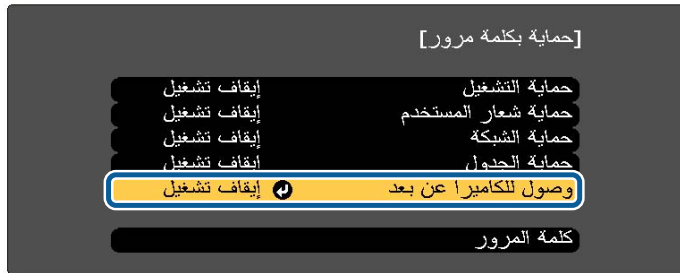 [حماية بكلمة مرور]
حماية التشغيل إيقاف تشغيل
حماية شعار المستخدم إيقاف تشغيل
حماية الشبكة إيقاف تشغيل
حماية الجدول إيقاف تشغيل
وصول للكاميرا عن بعد إيقاف تشغيل
كلمة المرور